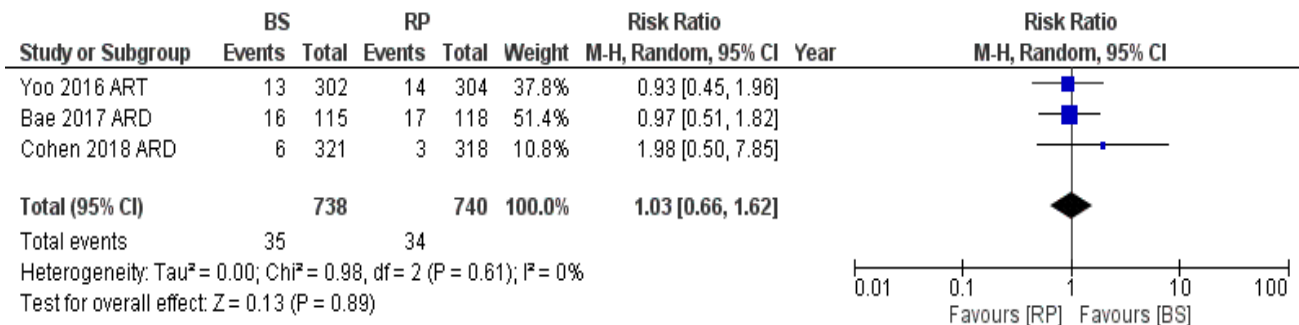 BS RP Risk Ratio Risk Ratio
Study or Subgroup Events Total Events Total Weight M-H, Random, 95% CI Year M-H, Random, 95% CI
Yoo 2016 ART 13 302 14 304 37.8% 0.93 [0.45, 1.96]
Bae 2017 ARD 16 115 17 118 51.4% 0.97 [0.51, 1.82]
Cohen 2018 ARD 6 321 3 318 10.8% 1.98 [0.50, 7.85]
Total (95% CI) 738 740 100.0% 1.03 [0.66, 1.62]
Total events 35 34
Heterogeneity: Tau² = 0.00; Chi² = 0.98, df = 2 (P = 0.61); I² = 0%
Test for overall effect: Z = 0.13 (P = 0.89)
0.01 0.1 1 10 100
Favours [RP] Favours [BS]